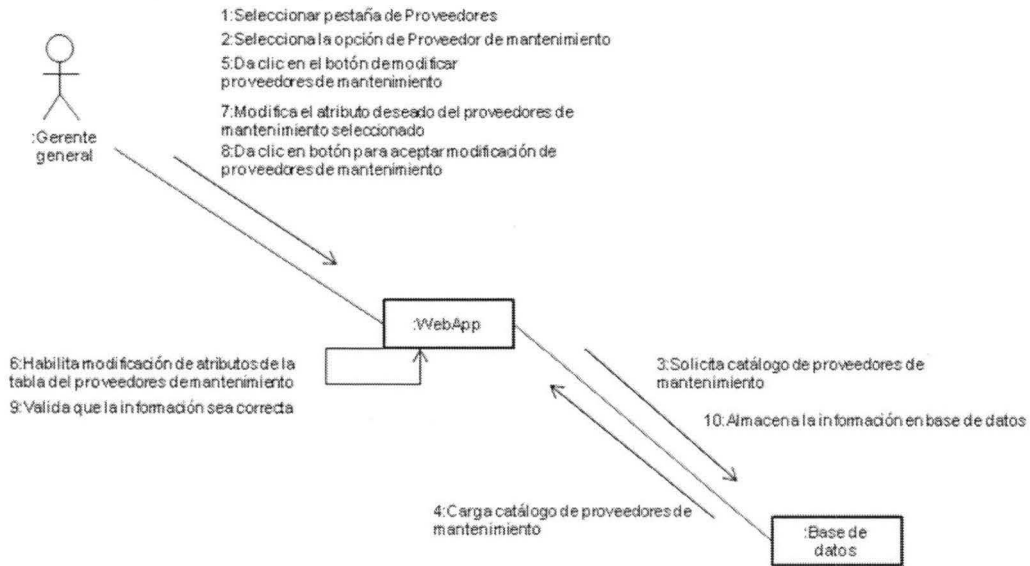 1:Seleccionar pestaña de Proveedores
2:Selecciona la opción de Proveedor de mantenimiento
5:Da clic en el botón de modificar
proveedores de mantenimiento
7:Modifica el atributo deseado del proveedores de
mantenimiento seleccionado
8:Da clic en botón para aceptar modificación de
proveedores de mantenimiento
:Gerente
general
:WebApp
6:Habilita modificación de atributos de la
tabla del proveedores de mantenimiento
9:Valida que la información sea correcta
3:Solicita catálogo de proveedores de
mantenimiento
10:Almacena la información en base de datos
4:Carga catálogo de proveedores de
mantenimiento
:Base de
datos